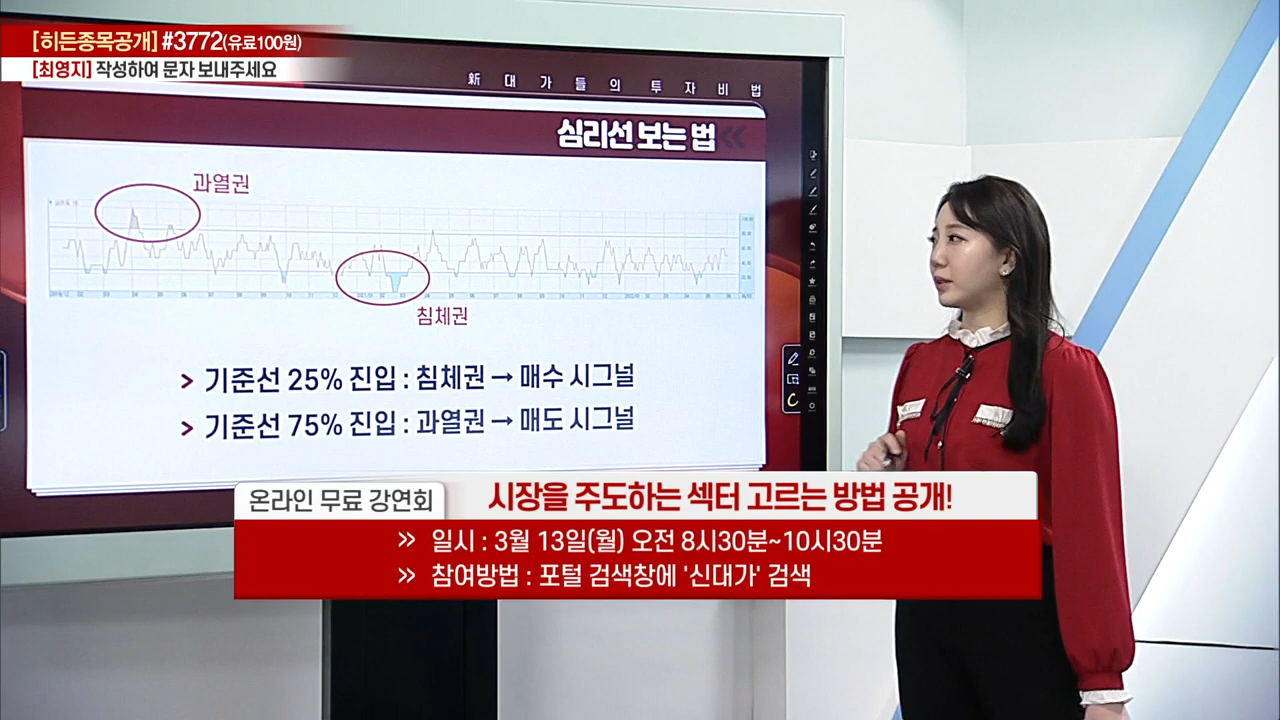 [히든종목공개] #3772(유료100원)
[최영지] 작성하여 문자 보내주세요
新 대 가 들 의 투 자 비 법
심리선 보는 법
과열권
침체권
> 기준선 25% 진입 : 침체권 → 매수 시그널
> 기준선 75% 진입 : 과열권 → 매도 시그널
온라인 무료 강연회
시장을 주도하는 섹터 고르는 방법 공개!
» 일시 : 3월 13일(월) 오전 8시30분~10시30분
» 참여방법 : 포털 검색창에 '신대가' 검색